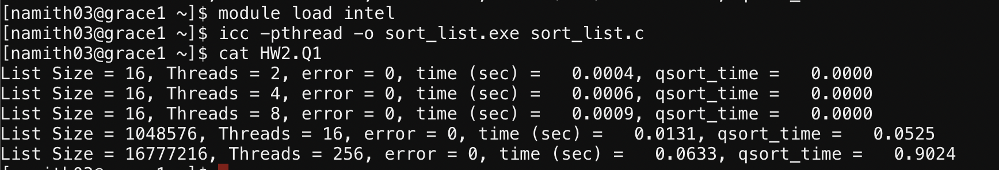 [namith03@grace1 ~]$ module load intel
[namith03@grace1 ~]$ icc -pthread -o sort_list.exe sort_list.c
[namith03@grace1 ~]$ cat HW2.Q1
List Size = 16, Threads = 2, error = 0, time (sec) =   0.0004, qsort_time =   0.0000
List Size = 16, Threads = 4, error = 0, time (sec) =   0.0006, qsort_time =   0.0000
List Size = 16, Threads = 8, error = 0, time (sec) =   0.0009, qsort_time =   0.0000
List Size = 1048576, Threads = 16, error = 0, time (sec) =   0.0131, qsort_time =   0.0525
List Size = 16777216, Threads = 256, error = 0, time (sec) =   0.0633, qsort_time =   0.9024
[namith03@grace1 ~]$